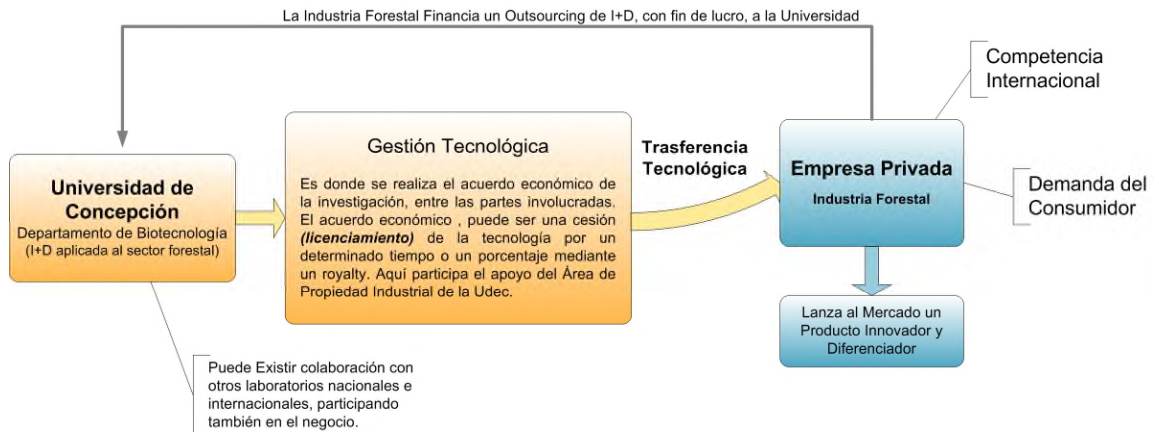 La Industria Forestal Financia un Outsourcing de I+D, con fin de lucro, a la Universidad
Competencia
Internacional
Universidad de
Concepción
Departamento de Biotecnología
(I+D aplicada al sector forestal)
Gestión Tecnológica
Es donde se realiza el acuerdo económico de
la investigación, entre las partes involucradas.
El acuerdo económico , puede ser una cesión
(licenciamiento) de la tecnología por un
determinado tiempo o un porcentaje mediante
un royalty. Aquí participa el apoyo del Área de
Propiedad Industrial de la Udec.
Trasferencia
Tecnológica
Empresa Privada
Industria Forestal
Demanda del
Consumidor
Lanza al Mercado un
Producto Innovador y
Diferenciador
Puede Existir colaboración con
otros laboratorios nacionales e
internacionales, participando
también en el negocio.